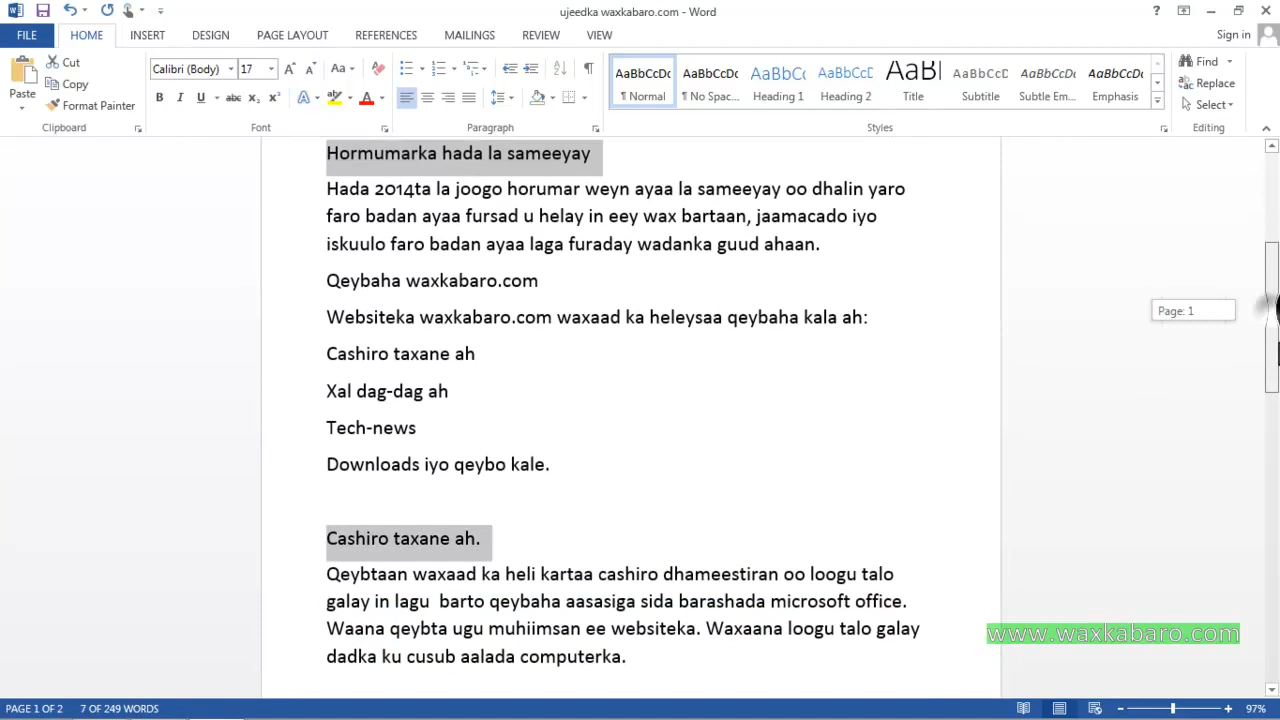 ujeedka waxkabaro.com - Word
FILE HOME INSERT DESIGN PAGE LAYOUT REFERENCES MAILINGS REVIEW VIEW Sign in
Cut
Copy
Format Painter
Paste
Clipboard
Calibri (Body) 17
Font
Paragraph
AaBbCcDc AaBbCcDc AaBbCc AaBbCcD AaBl AaBbCcD AaBbCcDc AaBbCcDc
¶ Normal ¶ No Spac... Heading 1 Heading 2 Title Subtitle Subtle Em... Emphasis
Styles
Find
Replace
Select
Editing
Hormumarka hada la sameeyay
Hada 2014ta la joogo horumar weyn ayaa la sameeyay oo dhalin yaro
faro badan ayaa fursad u helay in eey wax bartaan, jaamacado iyo
iskuulo faro badan ayaa laga furaday wadanka guud ahaan.
Qeybaha waxkabaro.com
Websiteka waxkabaro.com waxaad ka heleysaa qeybaha kala ah:
Cashiro taxane ah
Xal dag-dag ah
Tech-news
Downloads iyo qeybo kale.
Cashiro taxane ah.
Qeybtaan waxaad ka heli kartaa cashiro dhameestiran oo loogu talo
galay in lagu  barto qeybaha aasasiga sida barashada microsoft office.
Waana qeybta ugu muhiimsan ee websiteka. Waxaana loogu talo galay
dadka ku cusub aalada computerka.
Page: 1
www.waxkabaro.com
PAGE 1 OF 2 7 OF 249 WORDS 97%